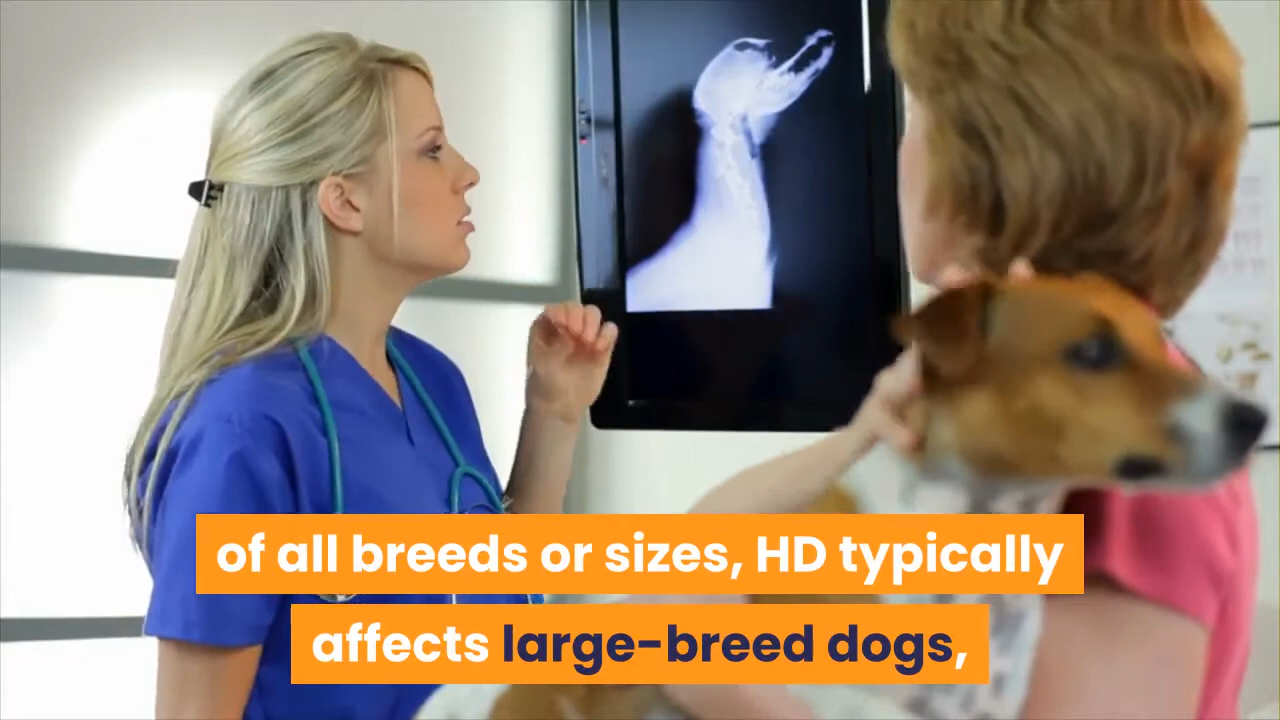 of all breeds or sizes, HD typically
affects large-breed dogs,